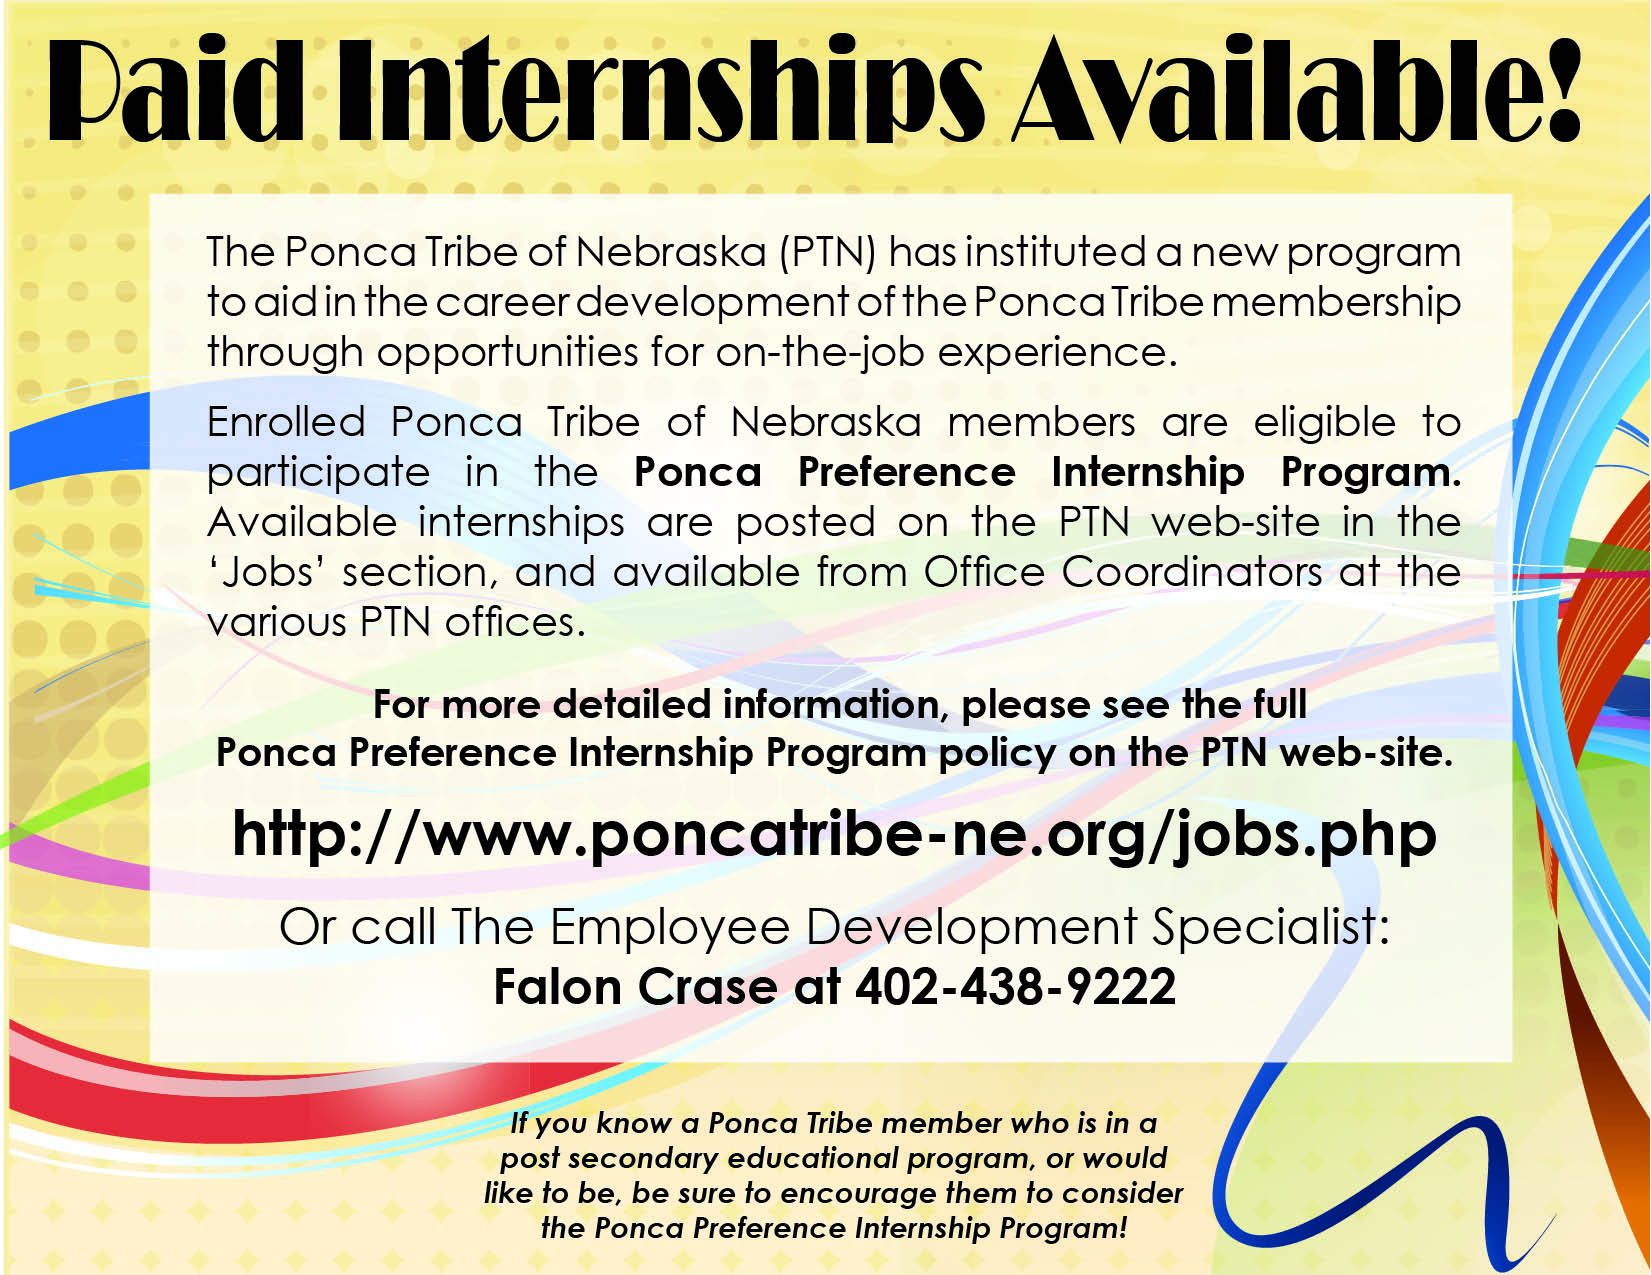 Paid Internships Available!
The Ponca Tribe of Nebraska (PTN) has instituted a new program
to aid in the career development of the Ponca Tribe membership
through opportunities for on-the-job experience.
Enrolled Ponca Tribe of Nebraska members are eligible to
participate in the Ponca Preference Internship Program.
Available internships are posted on the PTN web-site in the
‘Jobs’ section, and available from Office Coordinators at the
various PTN offices.
For more detailed information, please see the full
Ponca Preference Internship Program policy on the PTN web-site.
http://www.poncatribe-ne.org/jobs.php
Or call The Employee Development Specialist:
Falon Crase at 402-438-9222
If you know a Ponca Tribe member who is in a
post secondary educational program, or would
like to be, be sure to encourage them to consider
the Ponca Preference Internship Program!